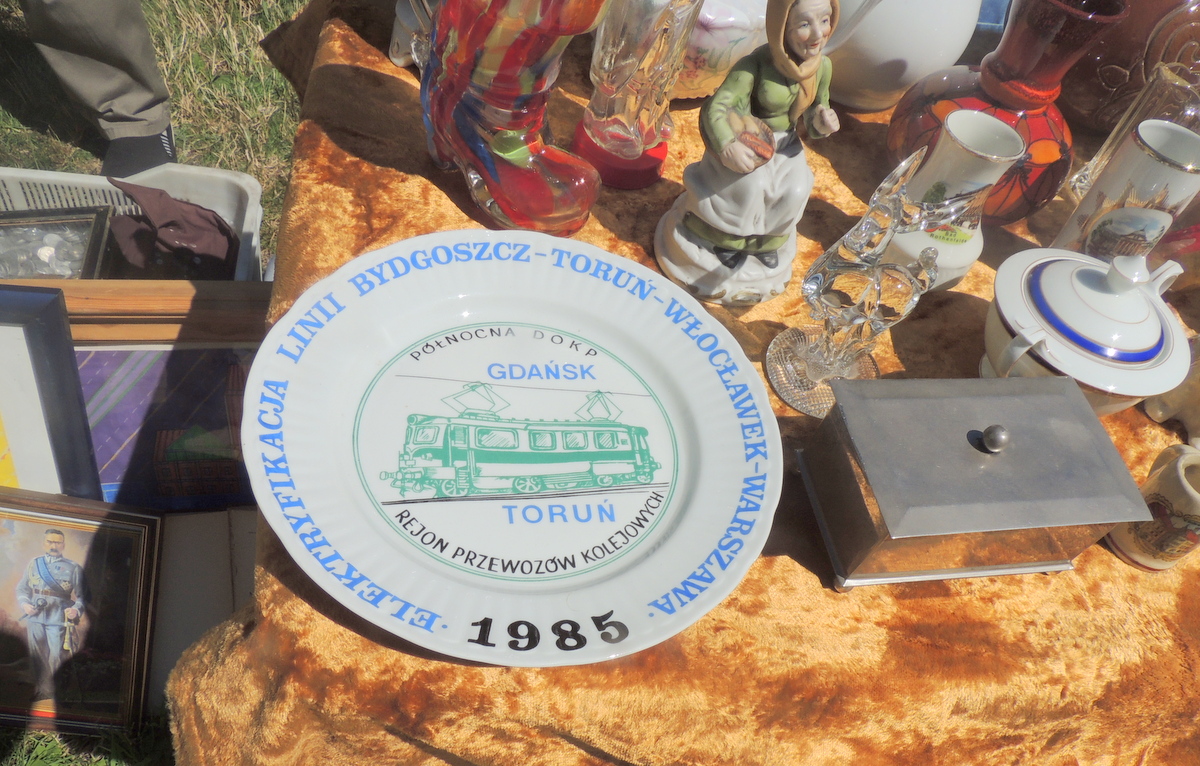 ·ELEKTRYFIKACJA LINII BYDGOSZCZ-TORUŃ-WŁOCŁAWEK-WARSZAWA·
PÓŁNOCNA DOKP
GDAŃSK
TORUŃ
REJON PRZEWOZÓW KOLEJOWYCH
1985